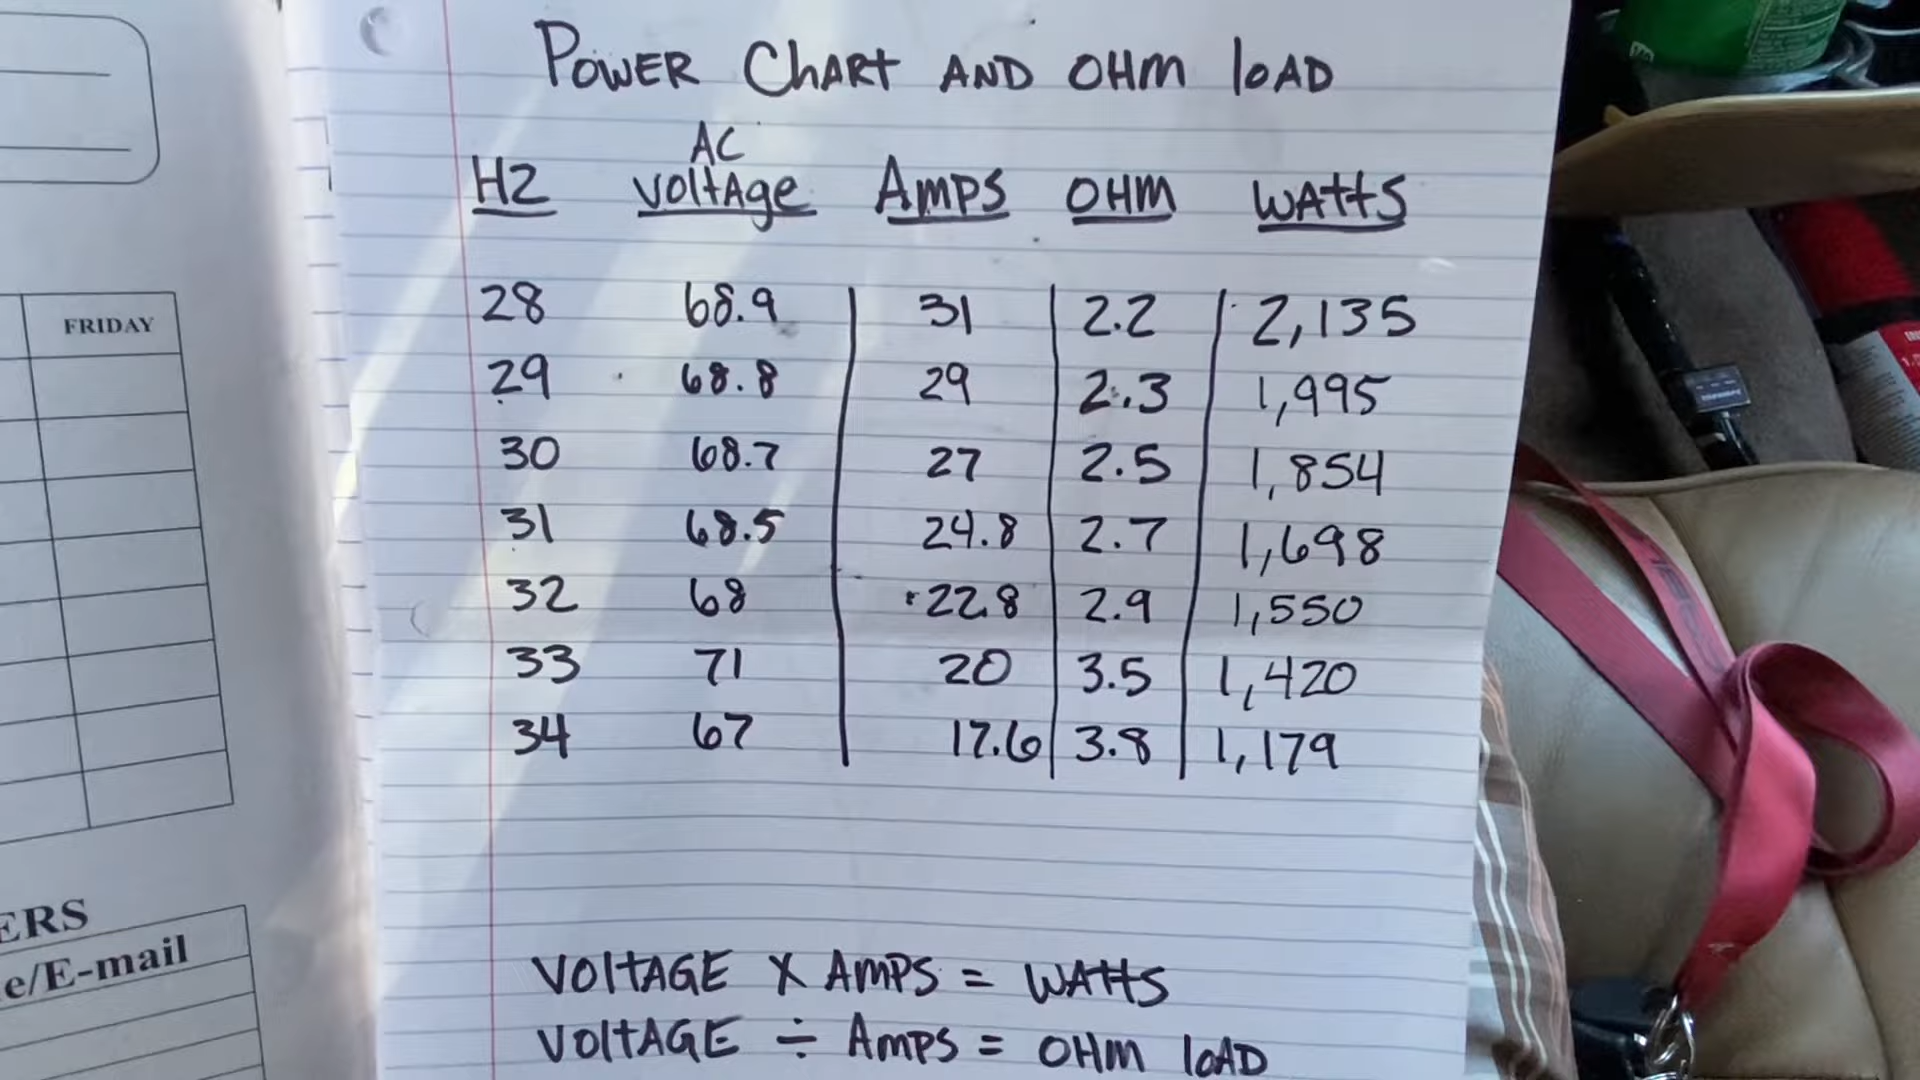 POWER ChART AND OHM lOAD
AC
HZ VOltAge AMPS OHM WAttS
28 68.9 31 2.2 2,135
29 68.8 29 2.3 1,995
30 68.7 27 2.5 1,854
31 68.5 24.8 2.7 1,698
32 68 22.8 2.9 1,550
33 71 20 3.5 1,420
34 67 17.6 3.8 1,179
VOltAGE X AMPS = WAttS
VOltAGE ÷ AMPS = OHM lOAD
FRIDAY
ERS
e/E-mail